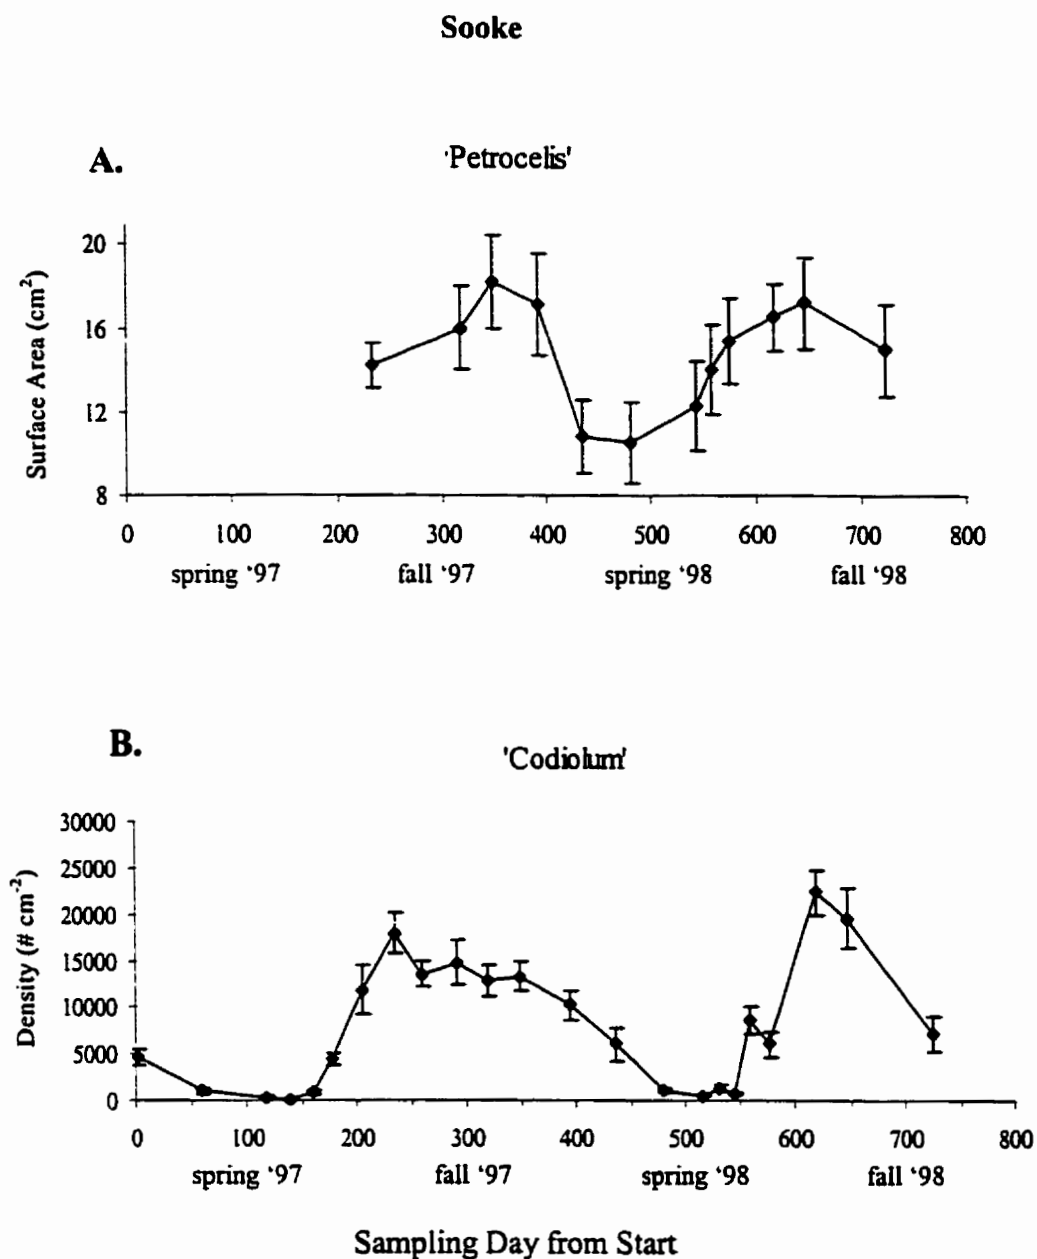 Sooke
A. 'Petrocelis'
Surface Area (cm²)
20
16
12
8
0 100 200 300 400 500 600 700 800
spring '97 fall '97 spring '98 fall '98
B. 'Codiolum'
Density (# cm⁻²)
30000
25000
20000
15000
10000
5000
0
0 100 200 300 400 500 600 700 800
spring '97 fall '97 spring '98 fall '98
Sampling Day from Start